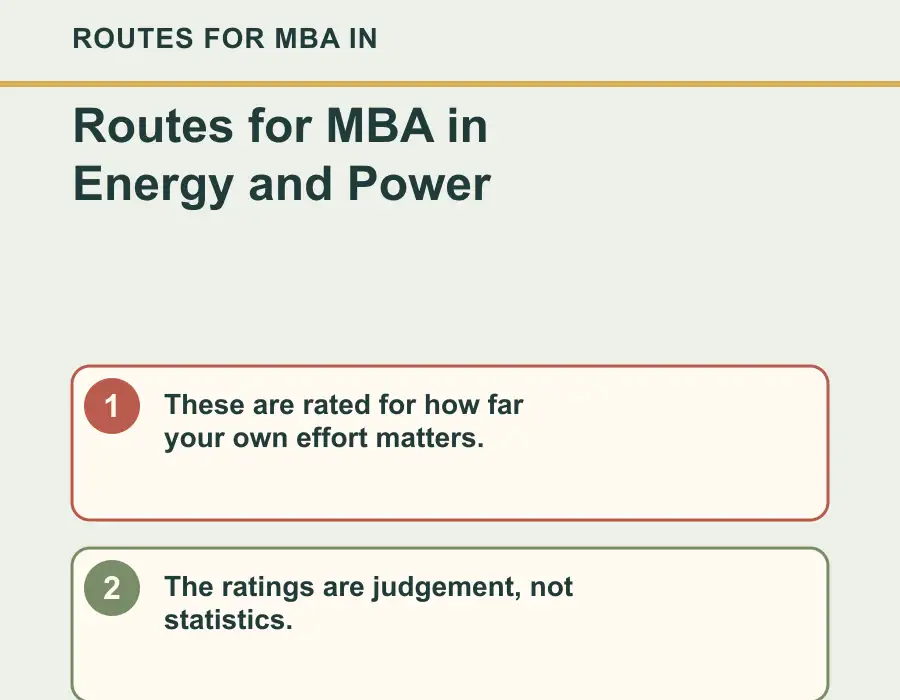 ROUTES FOR MBA IN
Routes for MBA in
Energy and Power
1
These are rated for how far
your own effort matters.
2
The ratings are judgement, not
statistics.